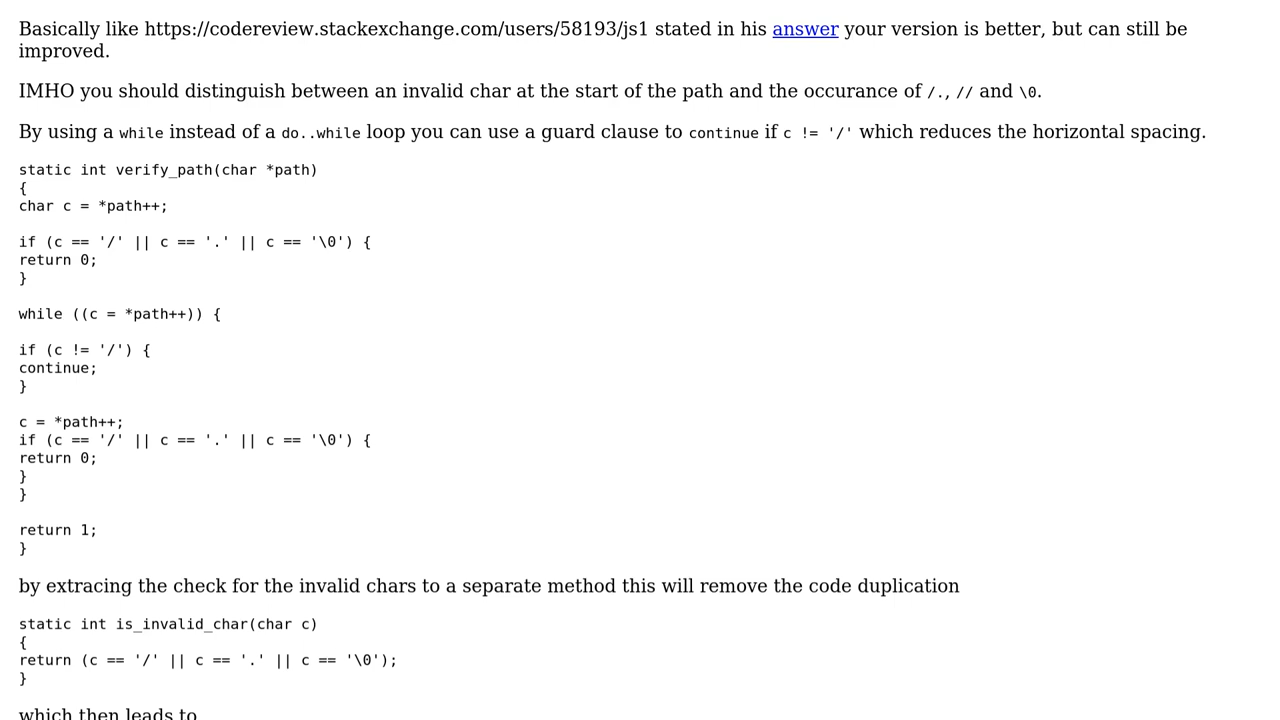 Basically like https://codereview.stackexchange.com/users/58193/js1 stated in his answer your version is better, but can still be
improved.
IMHO you should distinguish between an invalid char at the start of the path and the occurance of /., // and \0.
By using a while instead of a do..while loop you can use a guard clause to continue if c != '/' which reduces the horizontal spacing.
static int verify_path(char *path)
{
char c = *path++;
if (c == '/' || c == '.' || c == '\0') {
return 0;
}
while ((c = *path++)) {
if (c != '/') {
continue;
}
c = *path++;
if (c == '/' || c == '.' || c == '\0') {
return 0;
}
}
return 1;
}
by extracing the check for the invalid chars to a separate method this will remove the code duplication
static int is_invalid_char(char c)
{
return (c == '/' || c == '.' || c == '\0');
}
which then leads to